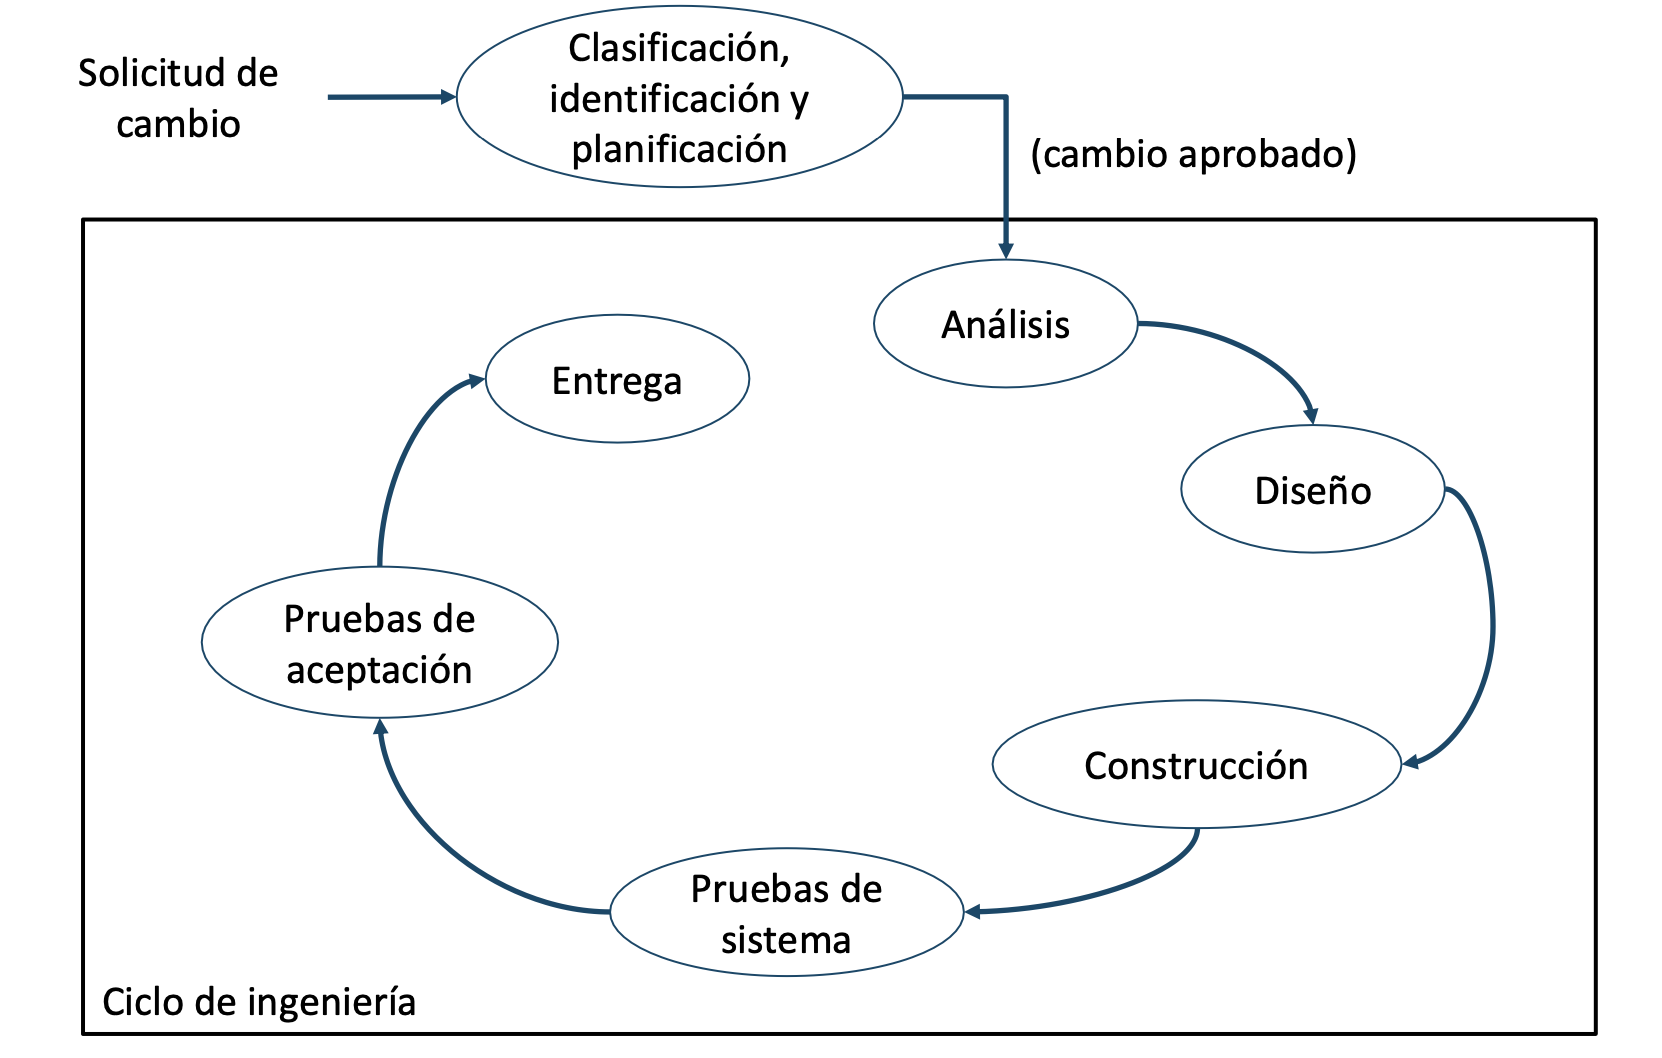 Solicitud de
cambio
Clasificación,
identificación y
planificación
(cambio aprobado)
Análisis
Entrega
Diseño
Pruebas de
aceptación
Construcción
Pruebas de
sistema
Ciclo de ingeniería